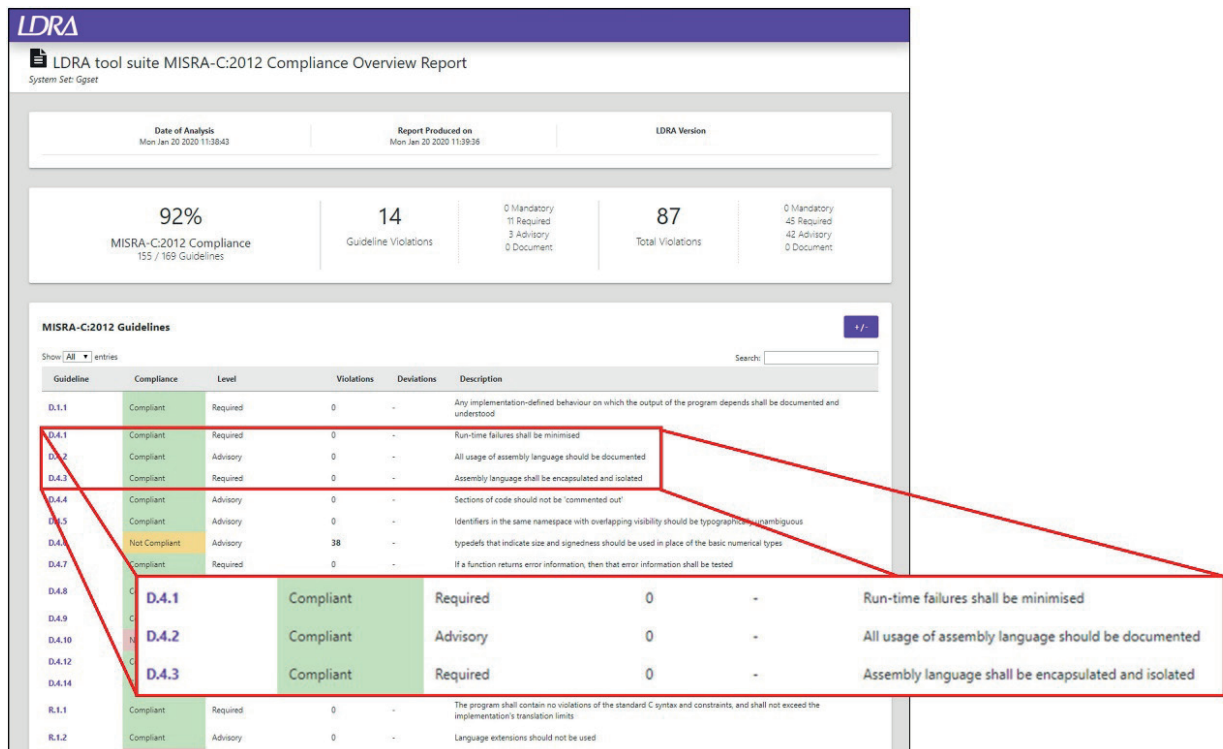 LDRA
LDRA tool suite MISRA-C:2012 Compliance Overview Report
System Set: Ggset
Date of Analysis
Mon Jan 20 2020 11:38:43
Report Produced on
Mon Jan 20 2020 11:39:36
LDRA Version
92%
MISRA-C:2012 Compliance
155 / 169 Guidelines
14
Guideline Violations
0 Mandatory
11 Required
3 Advisory
0 Document
87
Total Violations
0 Mandatory
45 Required
42 Advisory
0 Document
MISRA-C:2012 Guidelines
+/-
Show All entries
Search:
Guideline Compliance Level Violations Deviations Description
D.1.1 Compliant Required 0 - Any implementation-defined behaviour on which the output of the program depends shall be documented and
understood
D.4.1 Compliant Required 0 - Run-time failures shall be minimised
D.4.2 Compliant Advisory 0 - All usage of assembly language should be documented
D.4.3 Compliant Required 0 - Assembly language shall be encapsulated and isolated
D.4.4 Compliant Advisory 0 - Sections of code should not be 'commented out'
D.4.5 Compliant Advisory 0 - Identifiers in the same namespace with overlapping visibility should be typographically unambiguous
Not Compliant Advisory 38 - typedefs that indicate size and signedness should be used in place of the basic numerical types
D.4.7 Compliant Required 0 - If a function returns error information, then that error information shall be tested
D.4.8
D.4.9
D.4.10
D.4.12
D.4.14
D.4.1 Compliant Required 0 - Run-time failures shall be minimised
D.4.2 Compliant Advisory 0 - All usage of assembly language should be documented
D.4.3 Compliant Required 0 - Assembly language shall be encapsulated and isolated
R.1.1 Compliant Required 0 - The program shall contain no violations of the standard C syntax and constraints, and shall not exceed the
implementation's translation limits
R.1.2 Compliant Advisory 0 - Language extensions should not be used